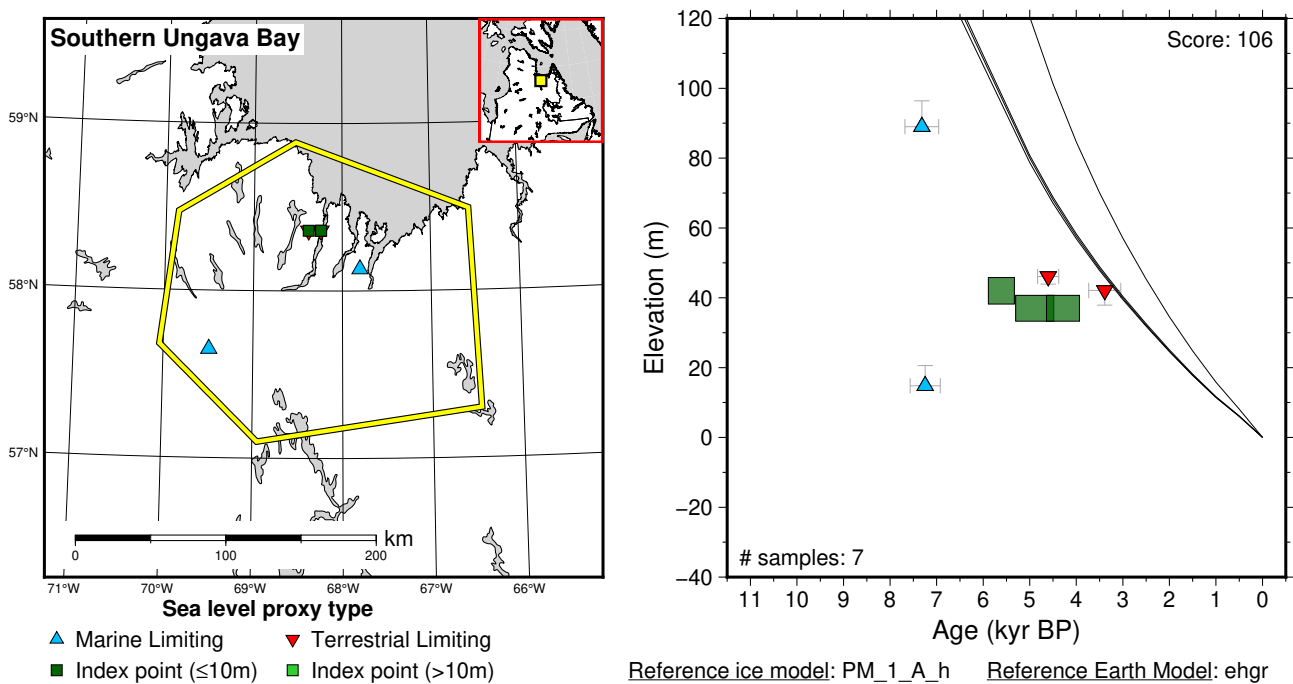 Southern Ungava Bay
59°N
58°N
57°N
km
0 100 200
71°W 70°W 69°W 68°W 67°W 66°W
Sea level proxy type
Marine Limiting Terrestrial Limiting
Index point (≤10m) Index point (>10m)
Score: 106
120
100
80
60
40
20
0
−20
−40
Elevation (m)
# samples: 7
11 10 9 8 7 6 5 4 3 2 1 0
Age (kyr BP)
Reference ice model: PM_1_A_h Reference Earth Model: ehgr